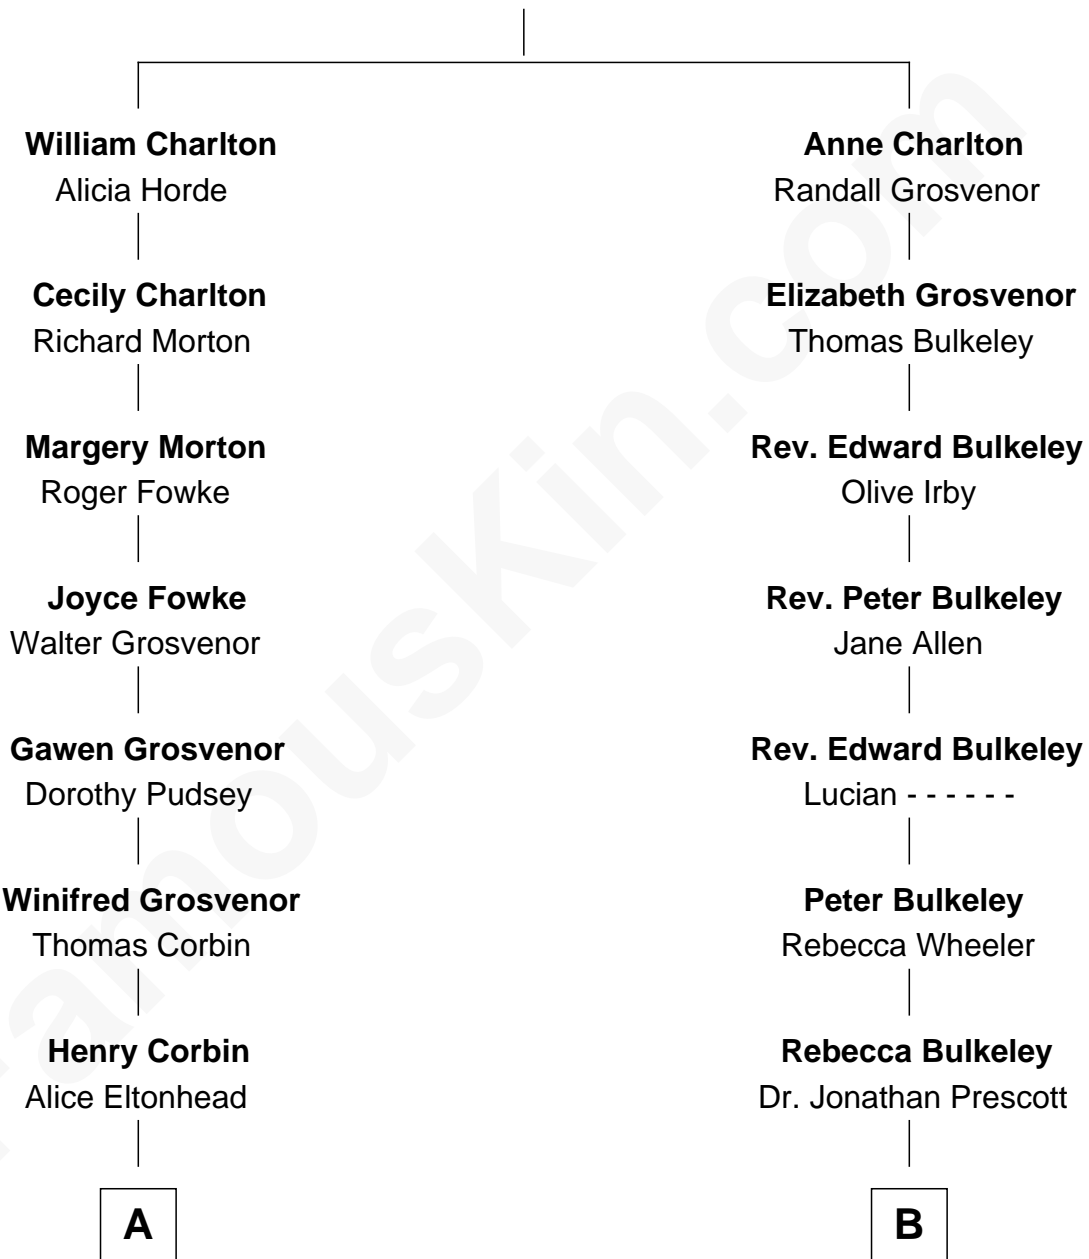 William Charlton
Alicia Horde
Cecily Charlton
Richard Morton
Margery Morton
Roger Fowke
Joyce Fowke
Walter Grosvenor
Gawen Grosvenor
Dorothy Pudsey
Winifred Grosvenor
Thomas Corbin
Henry Corbin
Alice Eltonhead
A
Anne Charlton
Randall Grosvenor
Elizabeth Grosvenor
Thomas Bulkeley
Rev. Edward Bulkeley
Olive Irby
Rev. Peter Bulkeley
Jane Allen
Rev. Edward Bulkeley
Lucian - - - - - -
Peter Bulkeley
Rebecca Wheeler
Rebecca Bulkeley
Dr. Jonathan Prescott
B
FamousKin.com